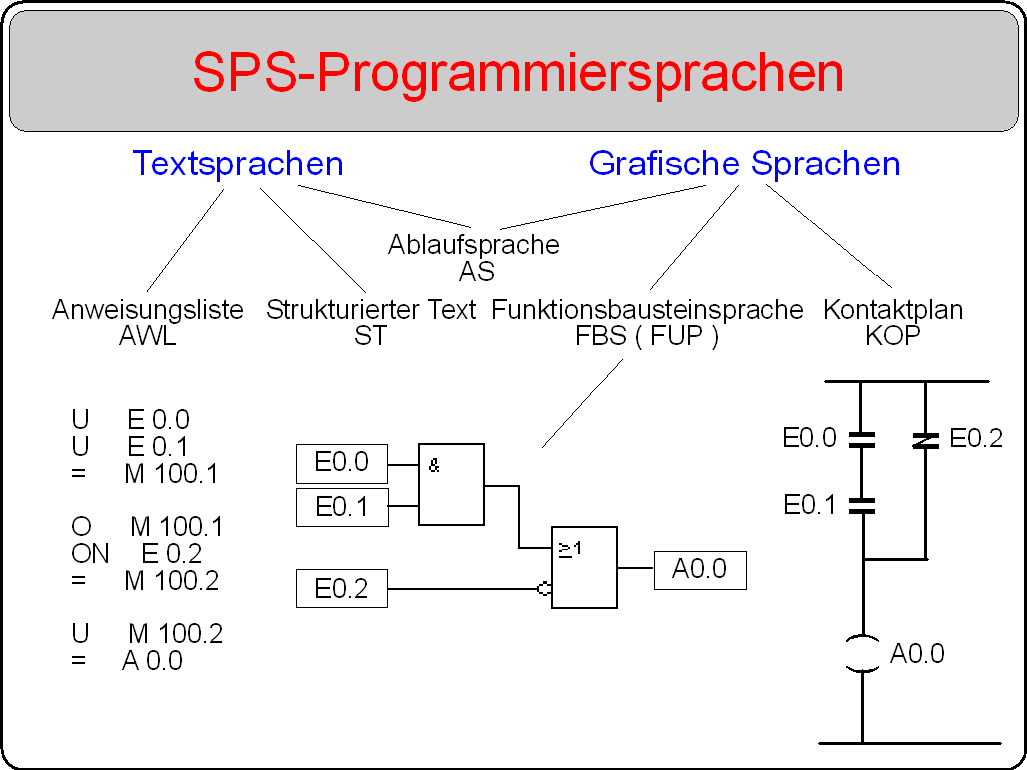 SPS-Programmiersprachen
Textsprachen
Grafische Sprachen
Ablaufsprache
AS
Anweisungsliste
AWL
Strukturierter Text
ST
Funktionsbausteinsprache
FBS ( FUP )
Kontaktplan
KOP
U E 0.0
U E 0.1
= M 100.1
O M 100.1
ON E 0.2
= M 100.2
U M 100.2
= A 0.0
E0.0
&
E0.1
≥1
E0.2
A0.0
E0.0
E0.2
E0.1
A0.0